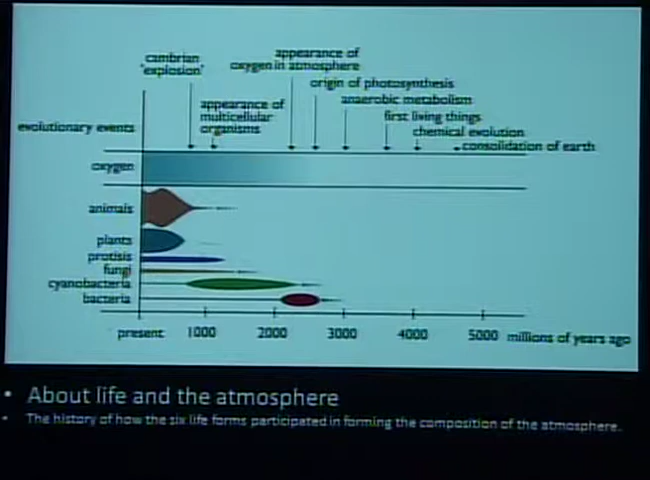 cambrian
'explosion'
appearance of
oxygen in atmosphere
origin of photosynthesis
appearance of
multicellular
organisms
anaerobic metabolism
first living things
chemical evolution
consolidation of earth
evolutionary events
oxygen
animals
plants
protists
fungi
cyanobacteria
bacteria
present 1000 2000 3000 4000 5000 millions of years ago
• About life and the atmosphere
• The history of how the six life forms participated in forming the composition of the atmosphere.